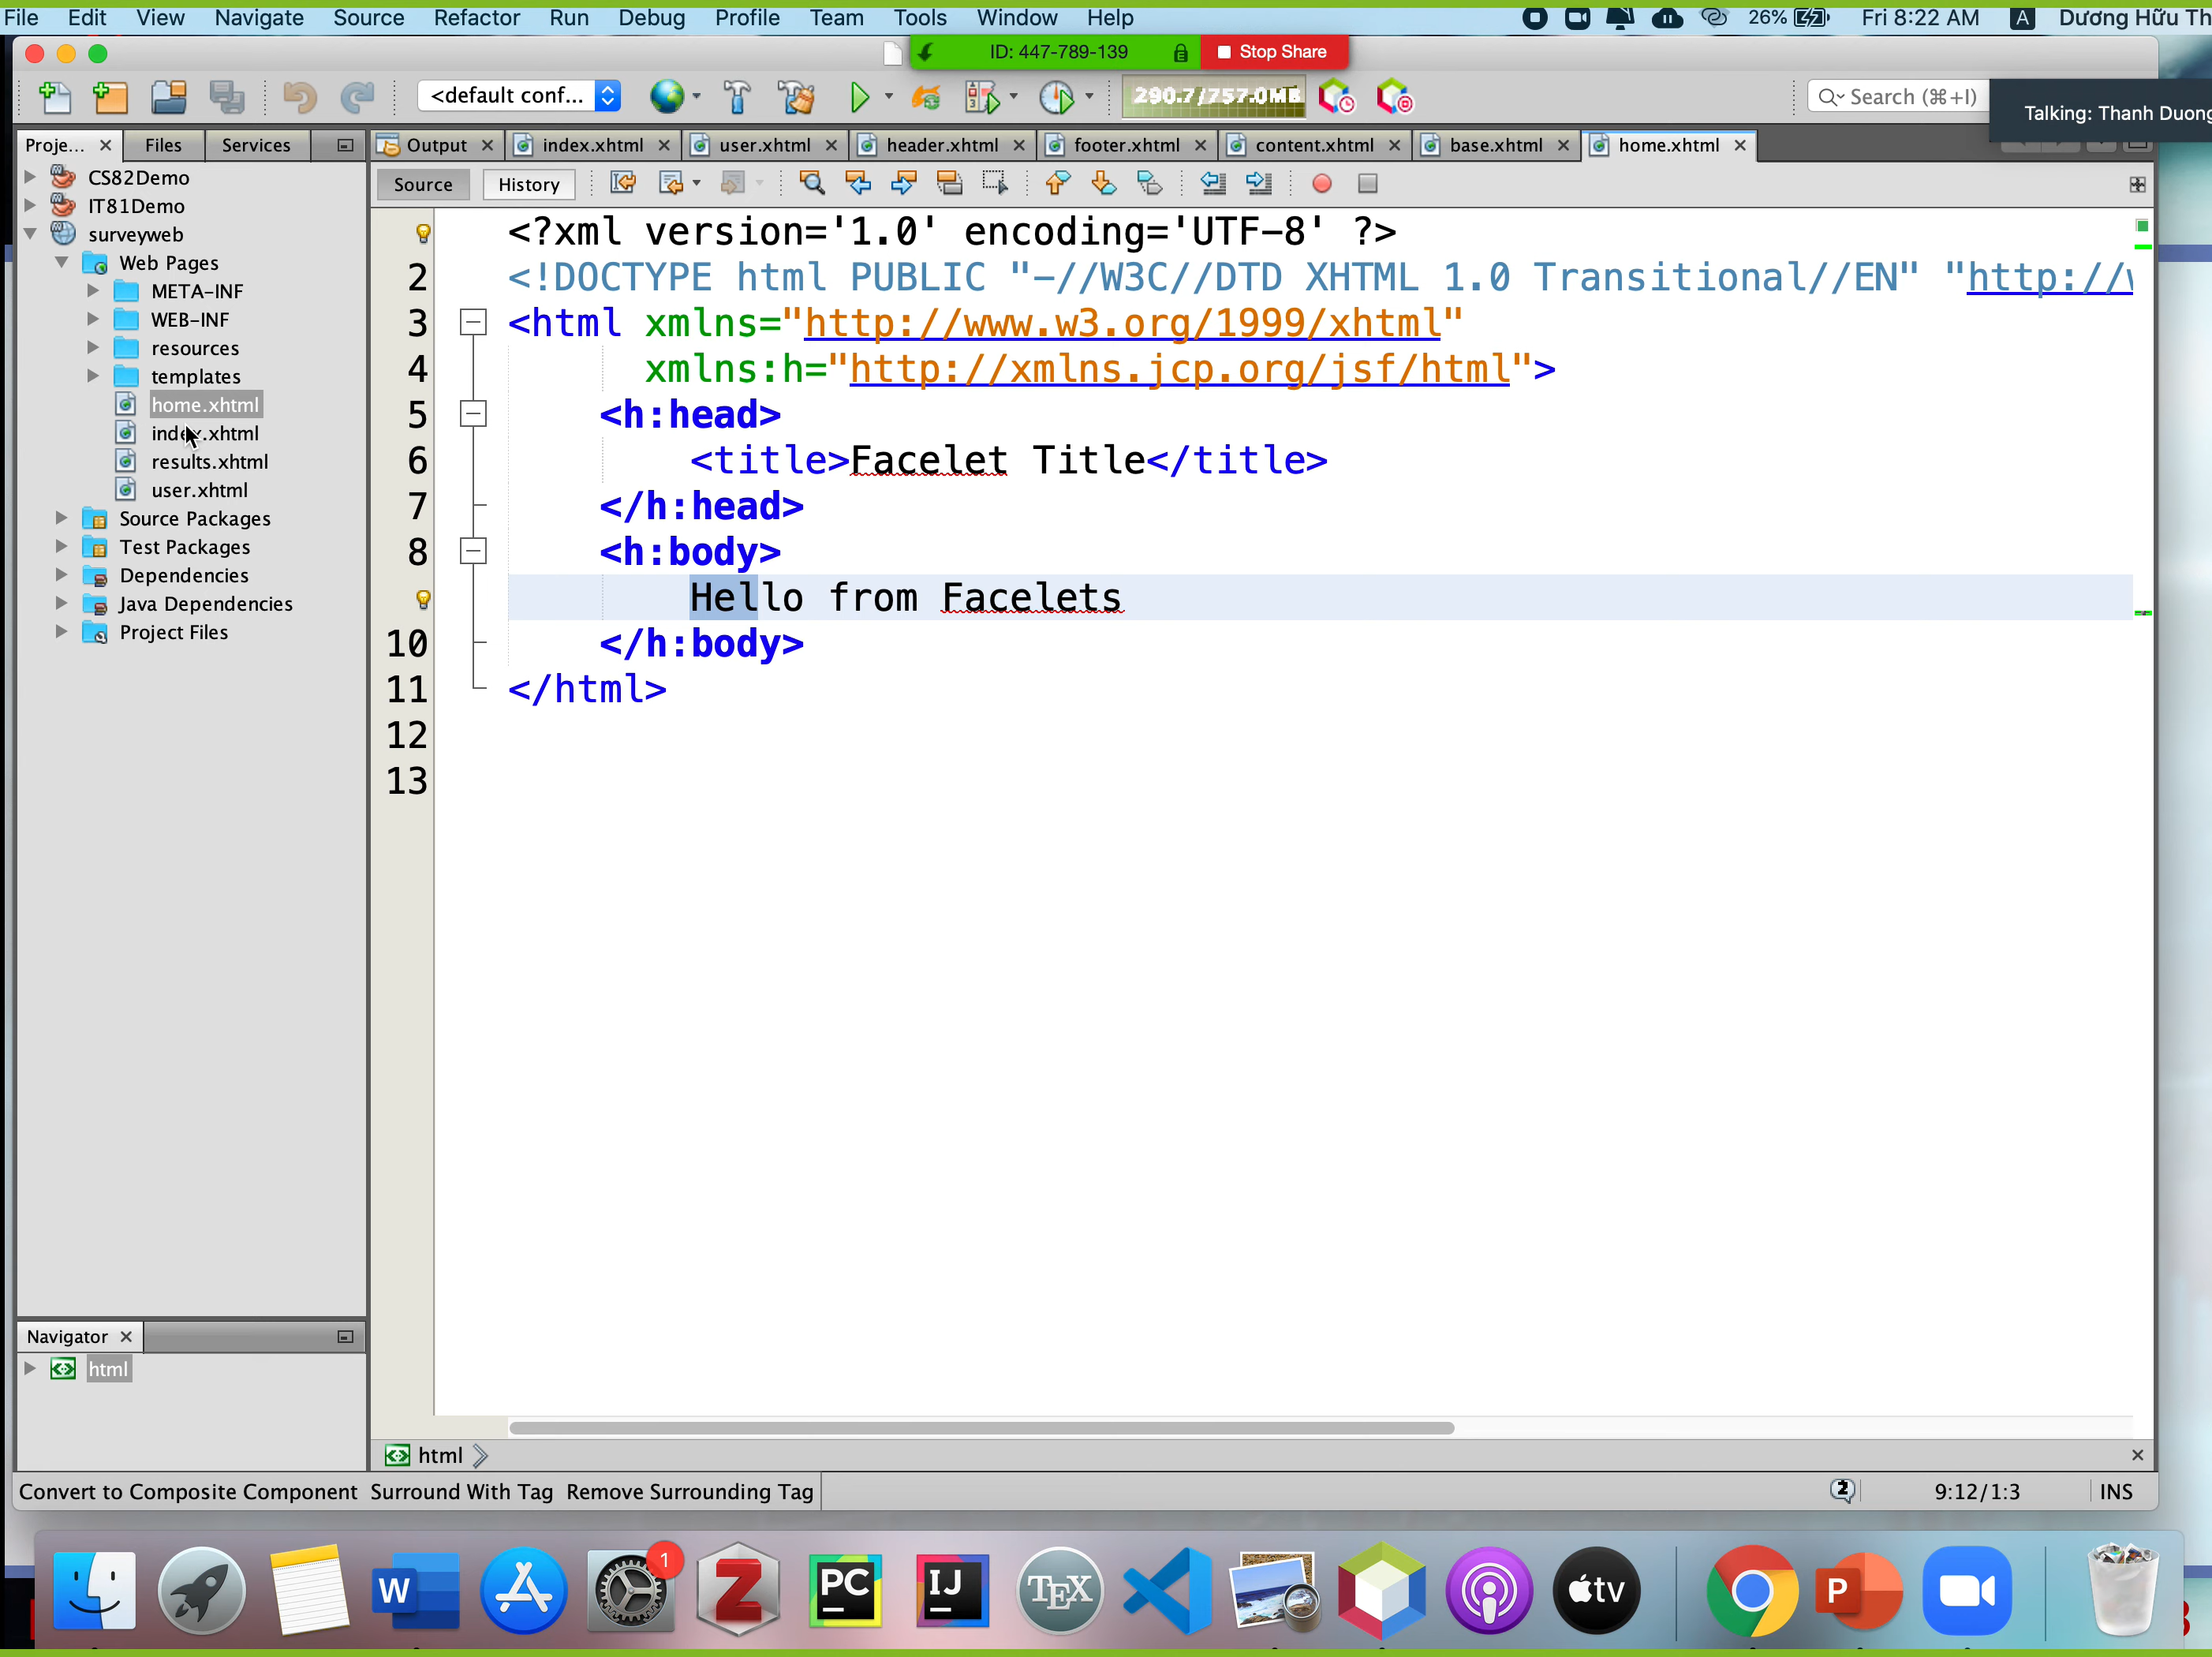 File Edit View Navigate Source Refactor Run Debug Profile Team Tools Window Help 26% Fri 8:22 AM A Dương Hữu Th
ID: 447-789-139 Stop Share
<default conf... 290.7/757.0MB Search (⌘+I) Talking: Thanh Duong
Proje... Files Services Output index.xhtml user.xhtml header.xhtml footer.xhtml content.xhtml base.xhtml home.xhtml
Source History
CS82Demo
IT81Demo
surveyweb
Web Pages
META-INF
WEB-INF
resources
templates
home.xhtml
index.xhtml
results.xhtml
user.xhtml
Source Packages
Test Packages
Dependencies
Java Dependencies
Project Files
<?xml version='1.0' encoding='UTF-8' ?>
2 <!DOCTYPE html PUBLIC "-//W3C//DTD XHTML 1.0 Transitional//EN" "http://
3 <html xmlns="http://www.w3.org/1999/xhtml"
4 xmlns:h="http://xmlns.jcp.org/jsf/html">
5 <h:head>
6 <title>Facelet Title</title>
7 </h:head>
8 <h:body>
Hello from Facelets
10 </h:body>
11 </html>
12
13
Navigator
html
html
Convert to Composite Component Surround With Tag Remove Surrounding Tag 2 9:12/1:3 INS
1
W Z PC IJ TEX tv P